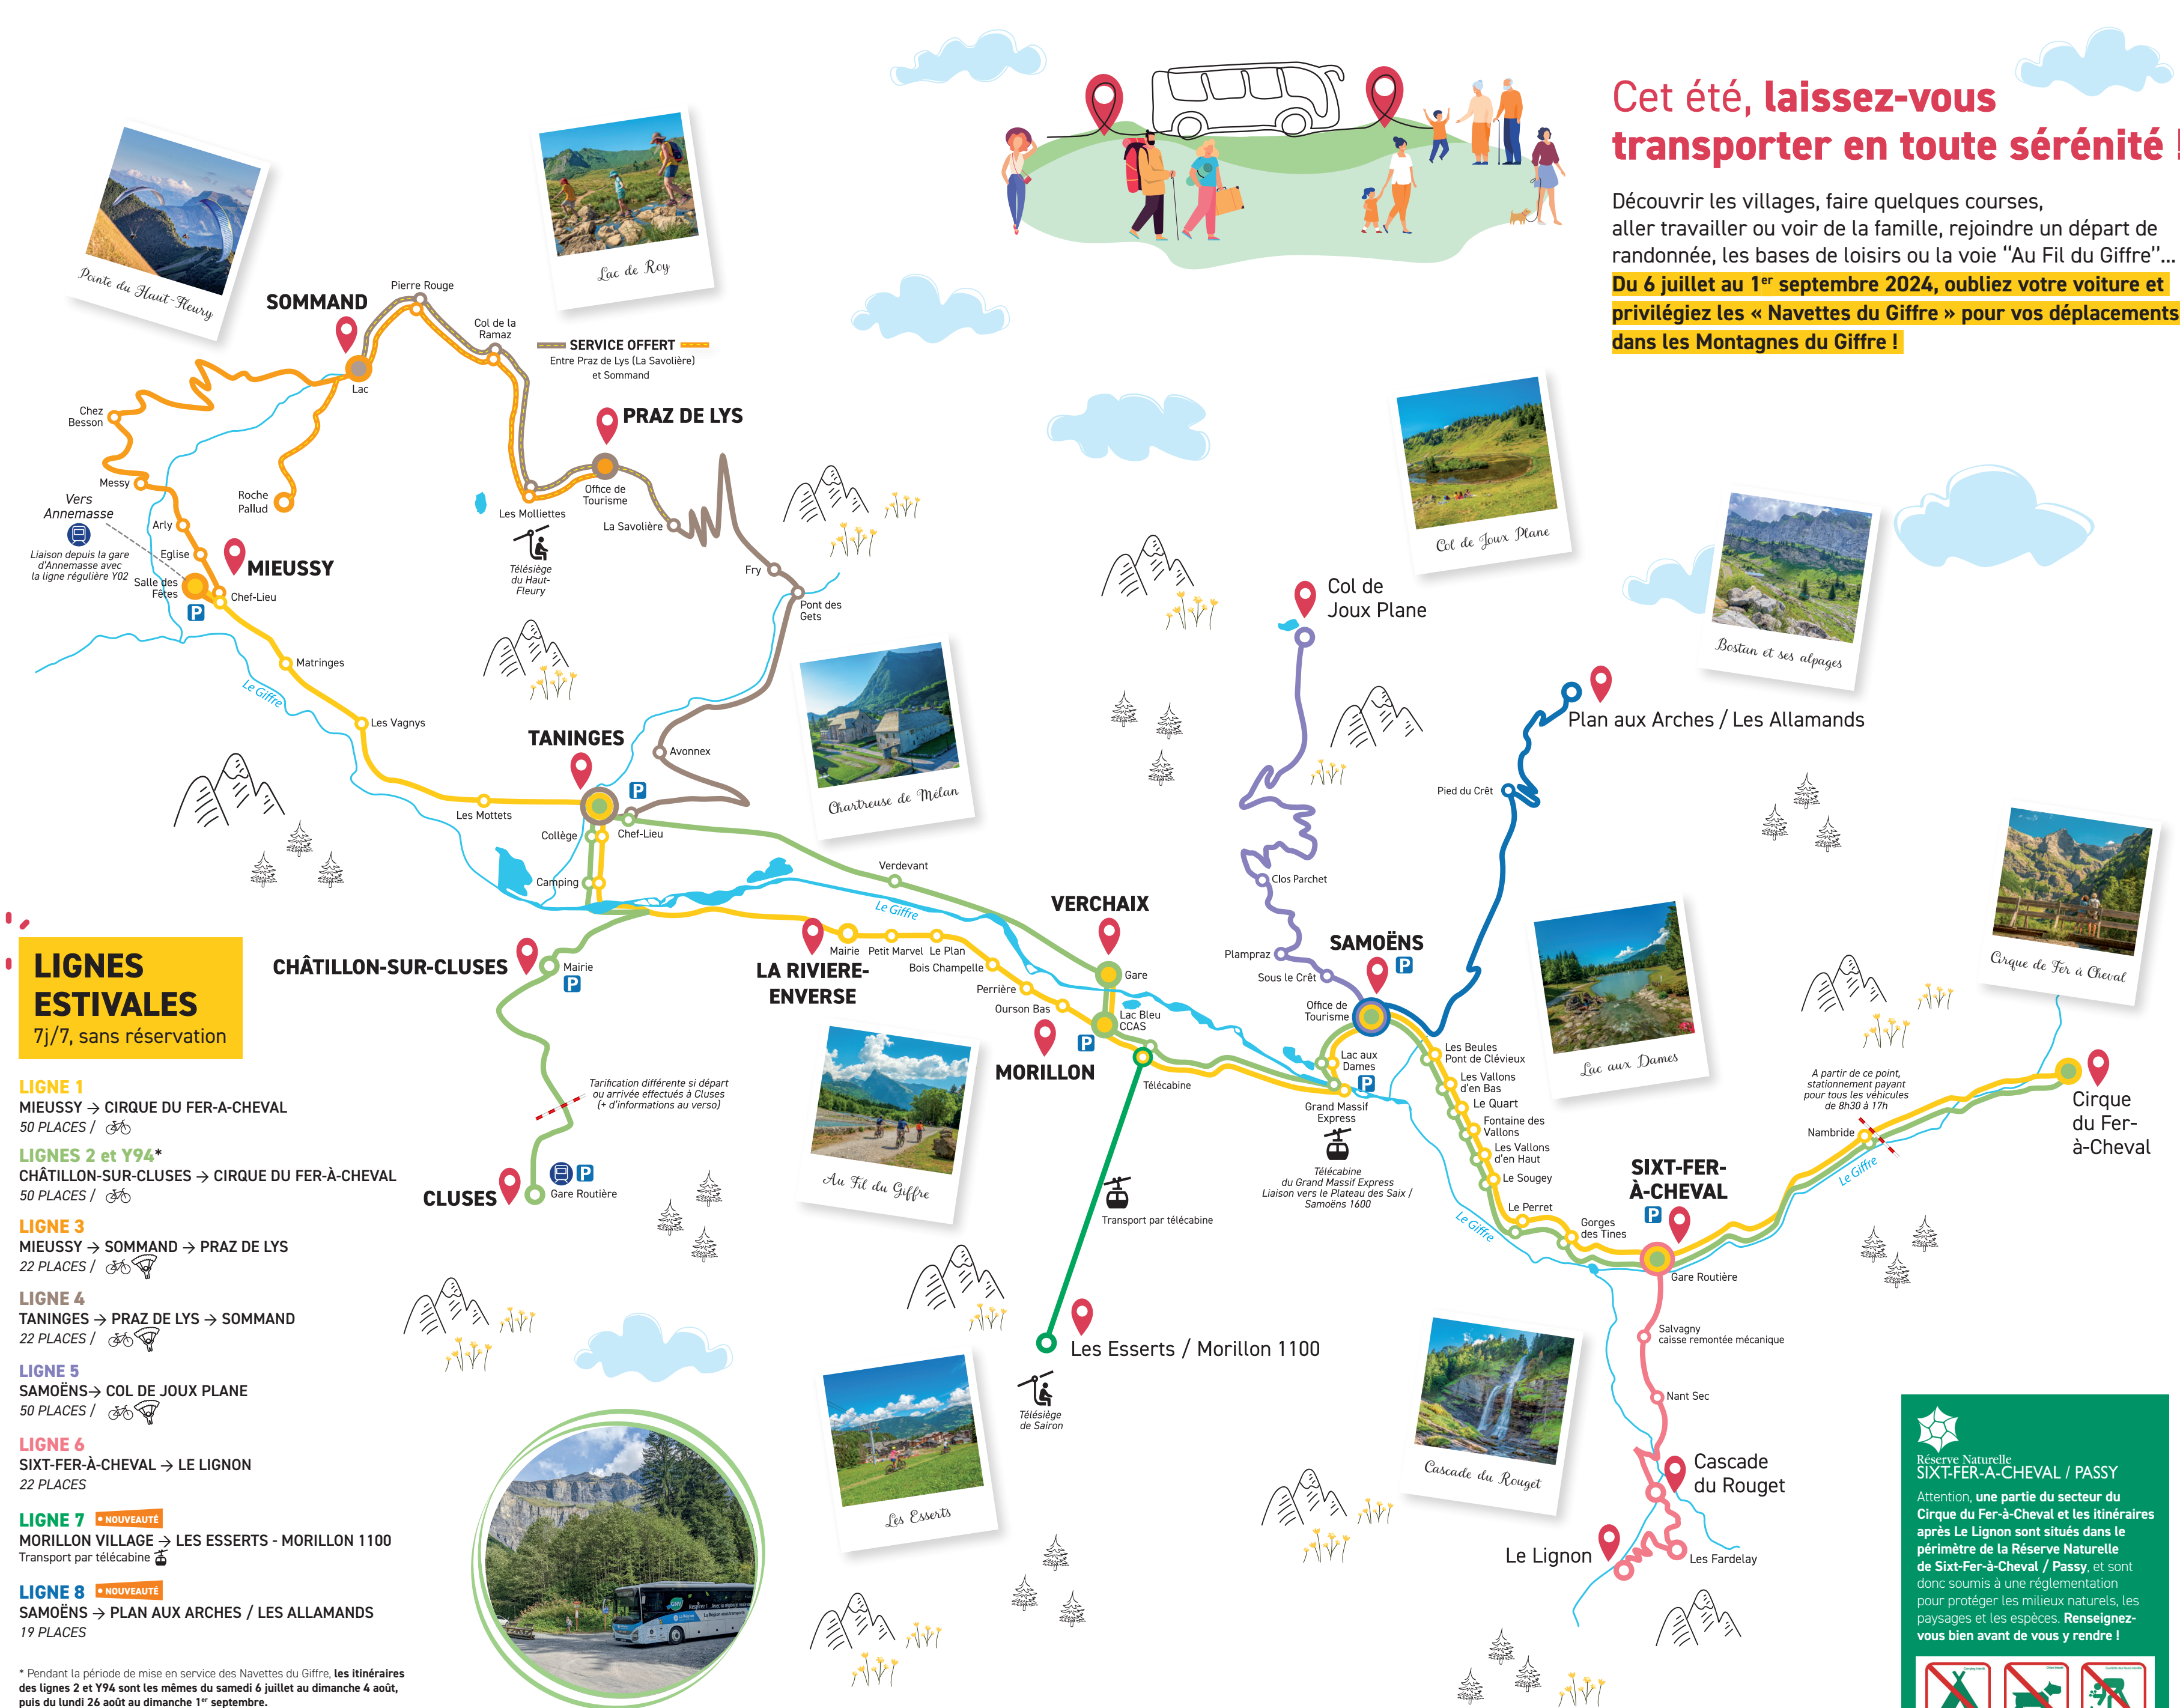 Cet été, laissez-vous
transporter en toute sérénité !
Découvrir les villages, faire quelques courses,
aller travailler ou voir de la famille, rejoindre un départ de
randonnée, les bases de loisirs ou la voie ‘‘Au Fil du Giffre’’...
Du 6 juillet au 1er septembre 2024, oubliez votre voiture et
privilégiez les « Navettes du Giffre » pour vos déplacements
dans les Montagnes du Giffre !
Pointe du Haut-Fleury
Lac de Roy
SOMMAND
Pierre Rouge
Col de la
Ramaz
SERVICE OFFERT
Entre Praz de Lys (La Savolière)
et Sommand
Lac
Chez
Besson
PRAZ DE LYS
Messy
Roche
Pallud
Office de
Tourisme
Les Molliettes
La Savolière
Vers
Annemasse
Liaison depuis la gare
d'Annemasse avec
la ligne régulière Y02
Arly
Eglise
Salle des
Fêtes
P
MIEUSSY
Chef-Lieu
Télésiège
du Haut-
Fleury
Fry
Pont des
Gets
Matringes
Le Giffre
Les Vagnys
TANINGES
Avonnex
P
Les Mottets
Collège
Chef-Lieu
Camping
Chartreuse de Mélan
Verdevant
Le Giffre
Col de Joux Plane
Bostan et ses alpages
Col de
Joux Plane
Plan aux Arches / Les Allamands
Pied du Crêt
Clos Parchet
Plampraz
Sous le Crêt
SAMOËNS
P
Office de
Tourisme
VERCHAIX
Gare
Lac Bleu
CCAS
CHÂTILLON-SUR-CLUSES
Mairie
P
LA RIVIERE-
ENVERSE
Mairie
Petit Marvel
Le Plan
Bois Champelle
Perrière
Ourson Bas
P
MORILLON
Télécabine
Lac aux
Dames
P
Grand Massif
Express
Télécabine
du Grand Massif Express
Liaison vers le Plateau des Saix /
Samoëns 1600
Les Beules
Pont de Clévieux
Les Vallons
d'en Bas
Le Quart
Fontaine des
Vallons
Les Vallons
d'en Haut
Le Sougey
Le Perret
Gorges
des Tines
Le Giffre
Lac aux Dames
Cirque de Fer à Cheval
A partir de ce point,
stationnement payant
pour tous les véhicules
de 8h30 à 17h
Nambride
Le Giffre
Cirque
du Fer-
à-Cheval
SIXT-FER-
À-CHEVAL
P
Gare Routière
Salvagny
caisse remontée mécanique
Nant Sec
Cascade
du Rouget
Le Lignon
Les Fardelay
Cascade du Rouget
Tarification différente si départ
ou arrivée effectués à Cluses
(+ d'informations au verso)
CLUSES
P
Gare Routière
Au Fil du Giffre
Transport par télécabine
Les Esserts / Morillon 1100
Télésiège
de Sairon
Les Esserts
LIGNES
ESTIVALES
7j/7, sans réservation
LIGNE 1
MIEUSSY → CIRQUE DU FER-A-CHEVAL
50 PLACES /
LIGNES 2 et Y94*
CHÂTILLON-SUR-CLUSES → CIRQUE DU FER-À-CHEVAL
50 PLACES /
LIGNE 3
MIEUSSY → SOMMAND → PRAZ DE LYS
22 PLACES /
LIGNE 4
TANINGES → PRAZ DE LYS → SOMMAND
22 PLACES /
LIGNE 5
SAMOËNS→ COL DE JOUX PLANE
50 PLACES /
LIGNE 6
SIXT-FER-À-CHEVAL → LE LIGNON
22 PLACES
LIGNE 7 • NOUVEAUTÉ
MORILLON VILLAGE → LES ESSERTS - MORILLON 1100
Transport par télécabine
LIGNE 8 • NOUVEAUTÉ
SAMOËNS → PLAN AUX ARCHES / LES ALLAMANDS
19 PLACES
* Pendant la période de mise en service des Navettes du Giffre, les itinéraires
des lignes 2 et Y94 sont les mêmes du samedi 6 juillet au dimanche 4 août,
puis du lundi 26 août au dimanche 1er septembre.
Réserve Naturelle
SIXT-FER-A-CHEVAL / PASSY
Attention, une partie du secteur du
Cirque du Fer-à-Cheval et les itinéraires
après Le Lignon sont situés dans le
périmètre de la Réserve Naturelle
de Sixt-Fer-à-Cheval / Passy, et sont
donc soumis à une réglementation
pour protéger les milieux naturels, les
paysages et les espèces. Renseignez-
vous bien avant de vous y rendre !